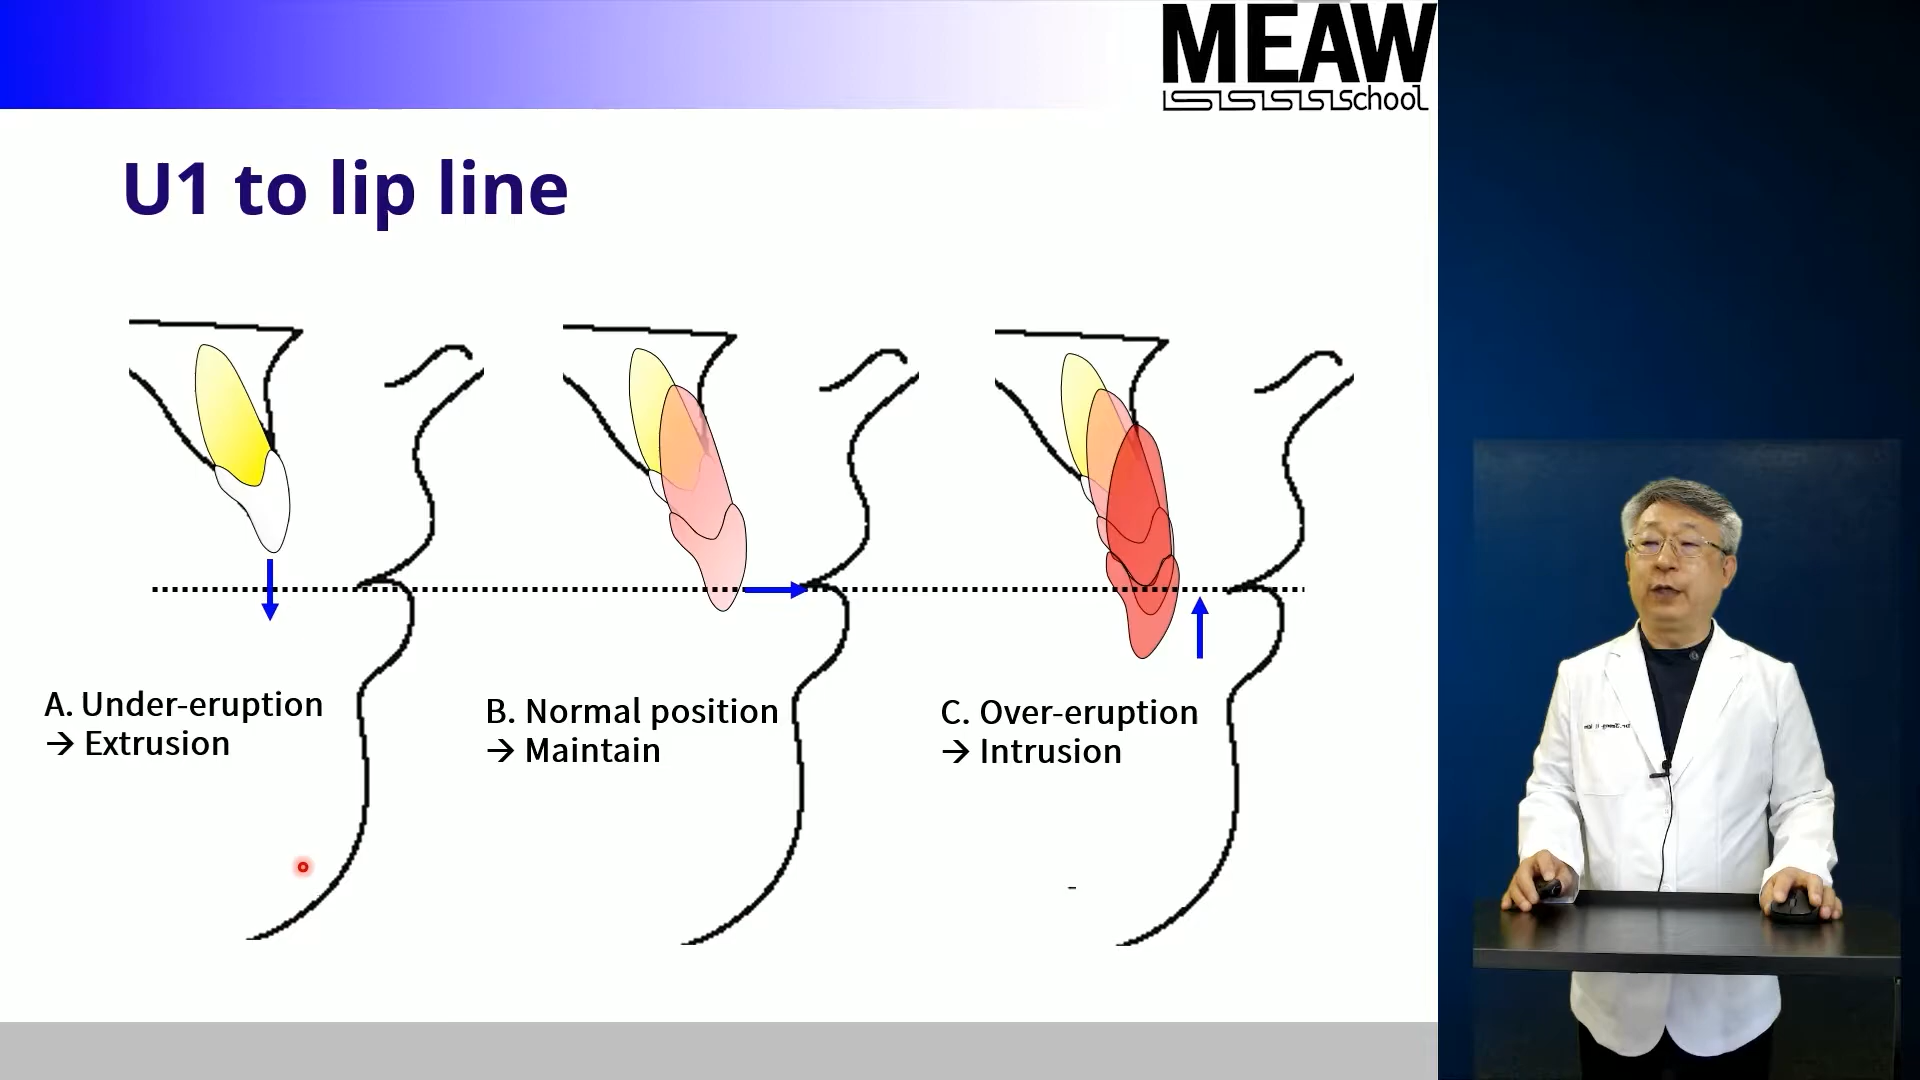 MEAW
School
U1 to lip line
A. Under-eruption
→ Extrusion
B. Normal position
→ Maintain
C. Over-eruption
→ Intrusion
-